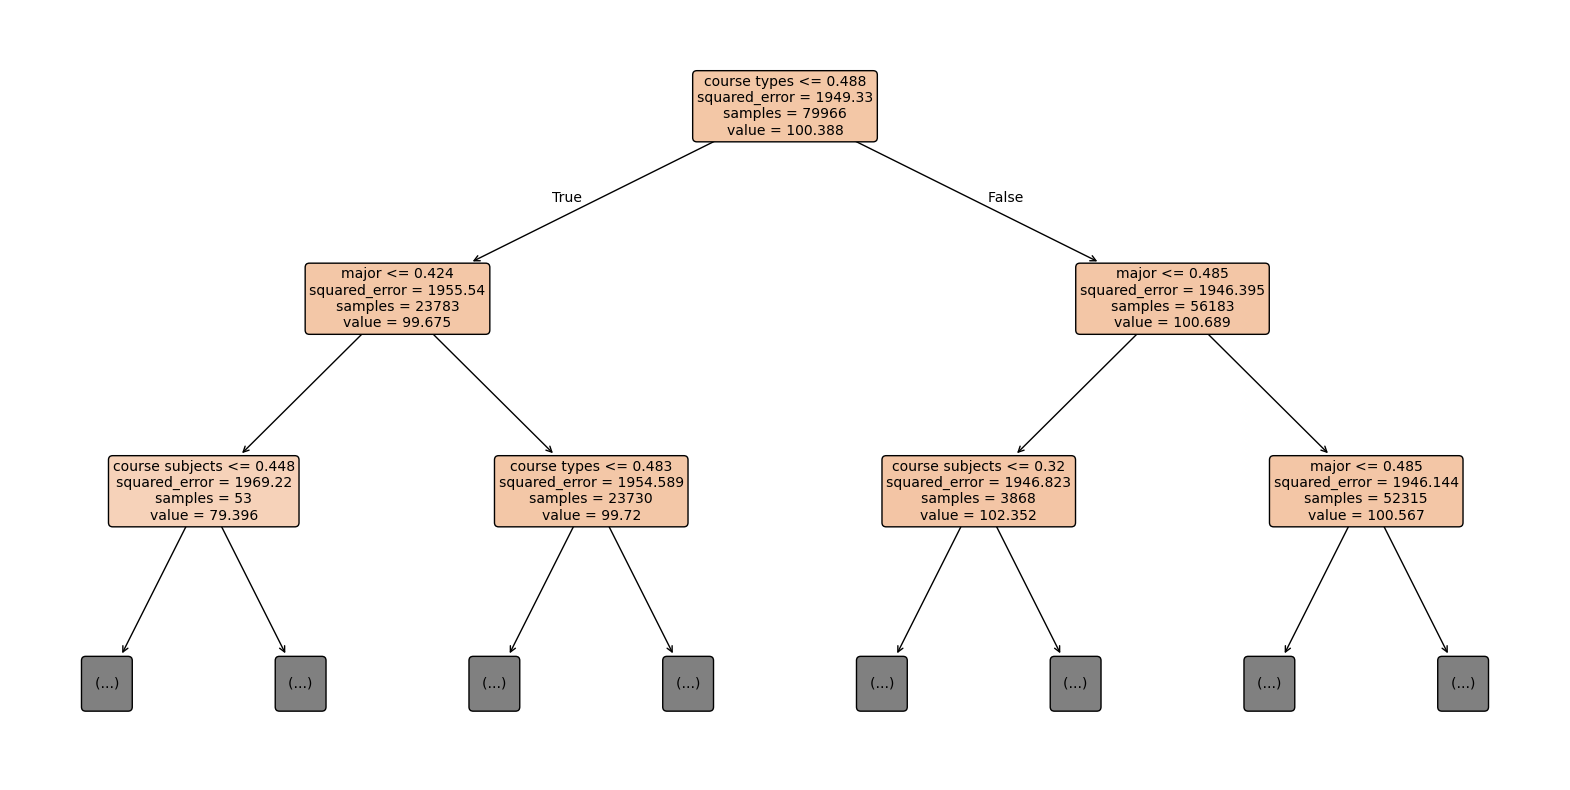 course types <= 0.488
squared_error = 1949.33
samples = 79966
value = 100.388
True
False
major <= 0.424
squared_error = 1955.54
samples = 23783
value = 99.675
major <= 0.485
squared_error = 1946.395
samples = 56183
value = 100.689
course subjects <= 0.448
squared_error = 1969.22
samples = 53
value = 79.396
course types <= 0.483
squared_error = 1954.589
samples = 23730
value = 99.72
course subjects <= 0.32
squared_error = 1946.823
samples = 3868
value = 102.352
major <= 0.485
squared_error = 1946.144
samples = 52315
value = 100.567
(...)
(...)
(...)
(...)
(...)
(...)
(...)
(...)